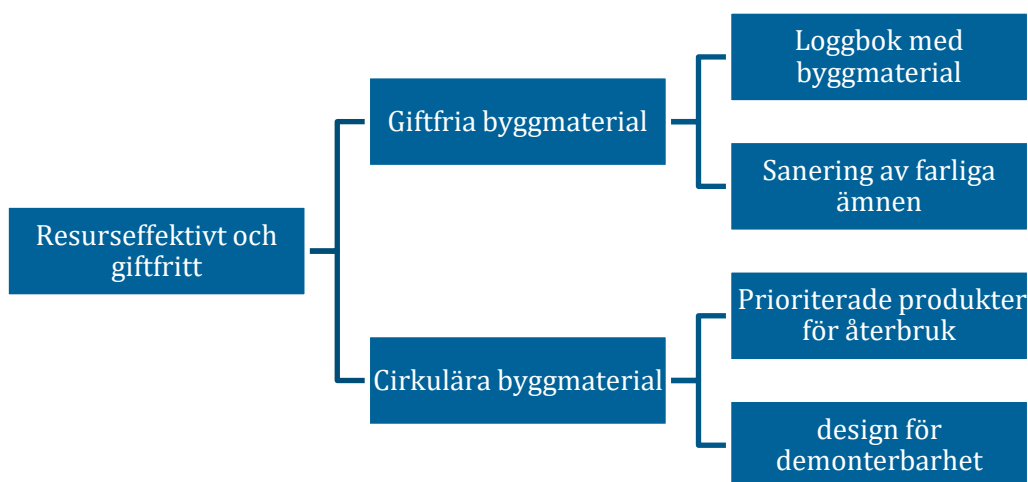 Resurseffektivt och
giftfritt
Giftfria byggmaterial
Loggbok med
byggmaterial
Sanering av farliga
ämnen
Cirkulära byggmaterial
Prioriterade produkter
för återbruk
design för
demonterbarhet